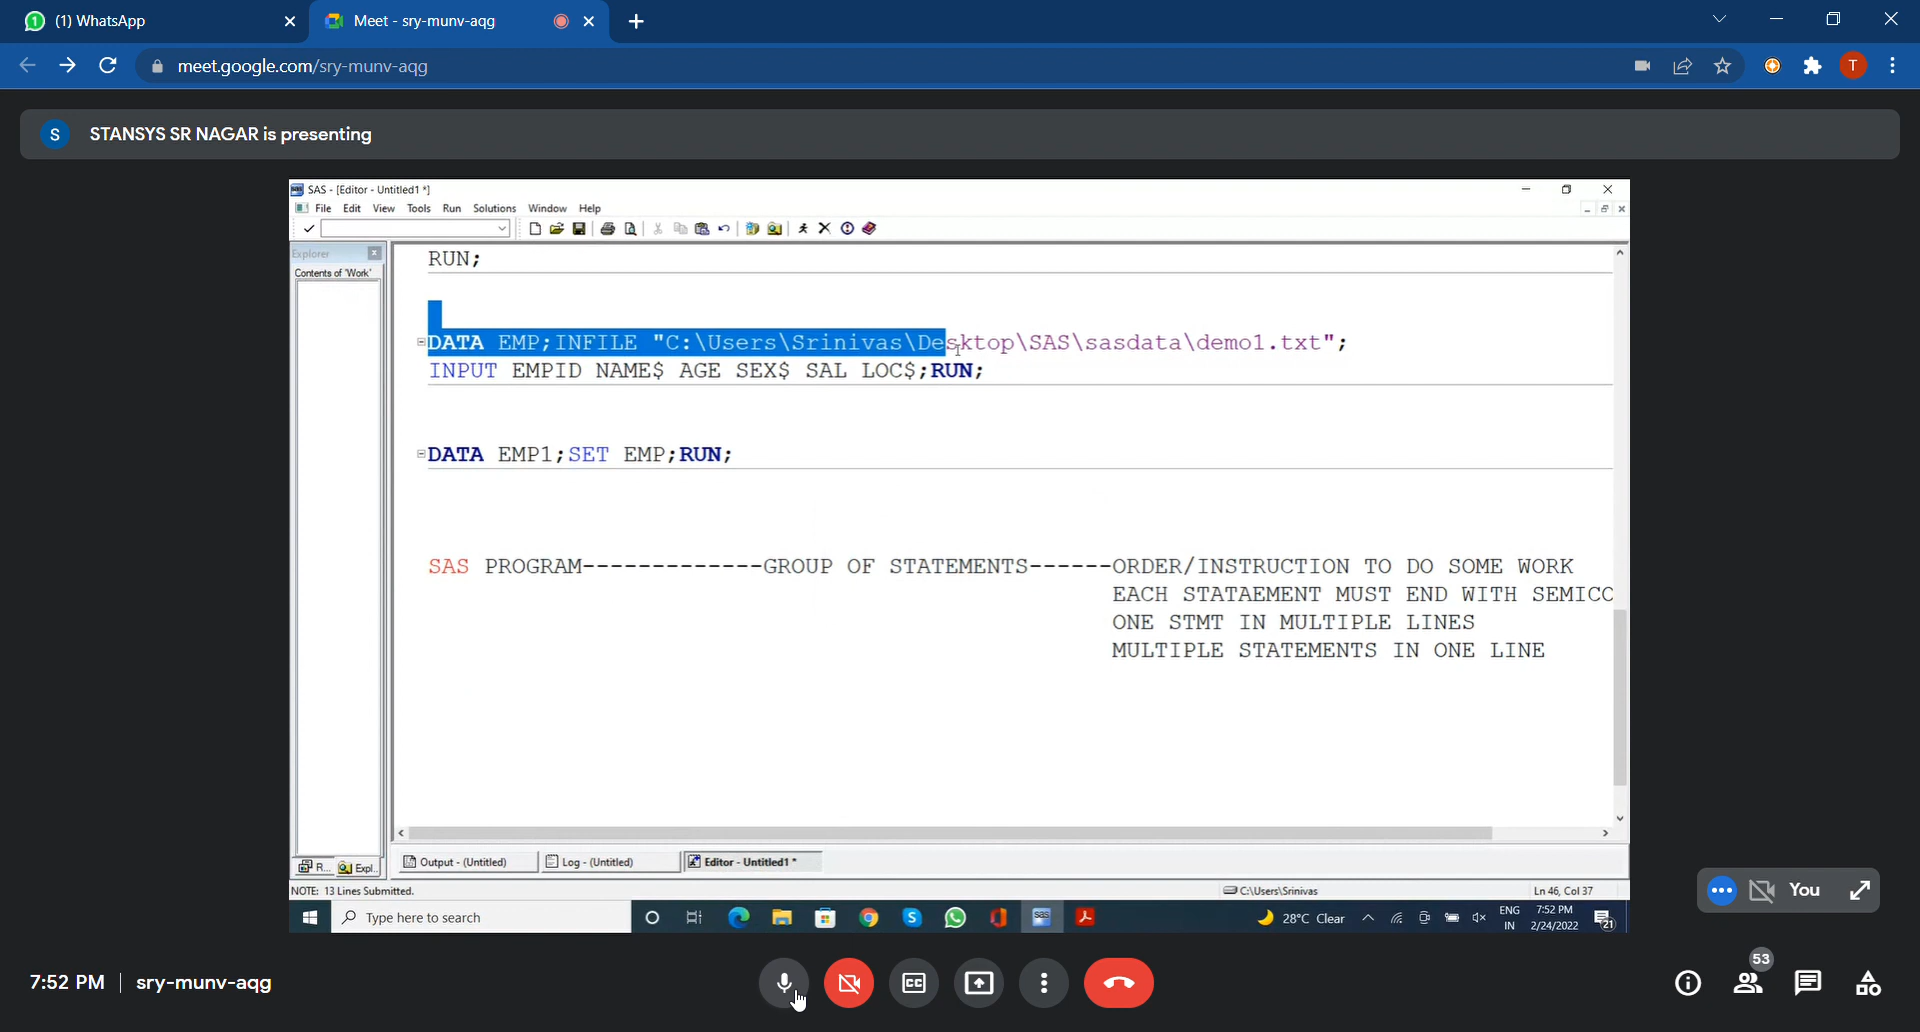 (1) WhatsApp
Meet - sry-munv-aqg
meet.google.com/sry-munv-aqg
T
S STANSYS SR NAGAR is presenting
SAS - [Editor - Untitled1 *]
File Edit View Tools Run Solutions Window Help
Explorer
Contents of 'Work'
RUN;
DATA EMP;INFILE "C:\Users\Srinivas\Desktop\SAS\sasdata\demo1.txt";
INPUT EMPID NAME$ AGE SEX$ SAL LOC$;RUN;
DATA EMP1;SET EMP;RUN;
SAS PROGRAM-------------GROUP OF STATEMENTS------ORDER/INSTRUCTION TO DO SOME WORK
EACH STATAEMENT MUST END WITH SEMICO
ONE STMT IN MULTIPLE LINES
MULTIPLE STATEMENTS IN ONE LINE
R... Expl... Output - (Untitled) Log - (Untitled) Editor - Untitled1 *
NOTE: 13 Lines Submitted. C:\Users\Srinivas Ln 46, Col 37
Type here to search
28°C Clear
ENG
IN
7:52 PM
2/24/2022
21
You
7:52 PM | sry-munv-aqg
CC
53